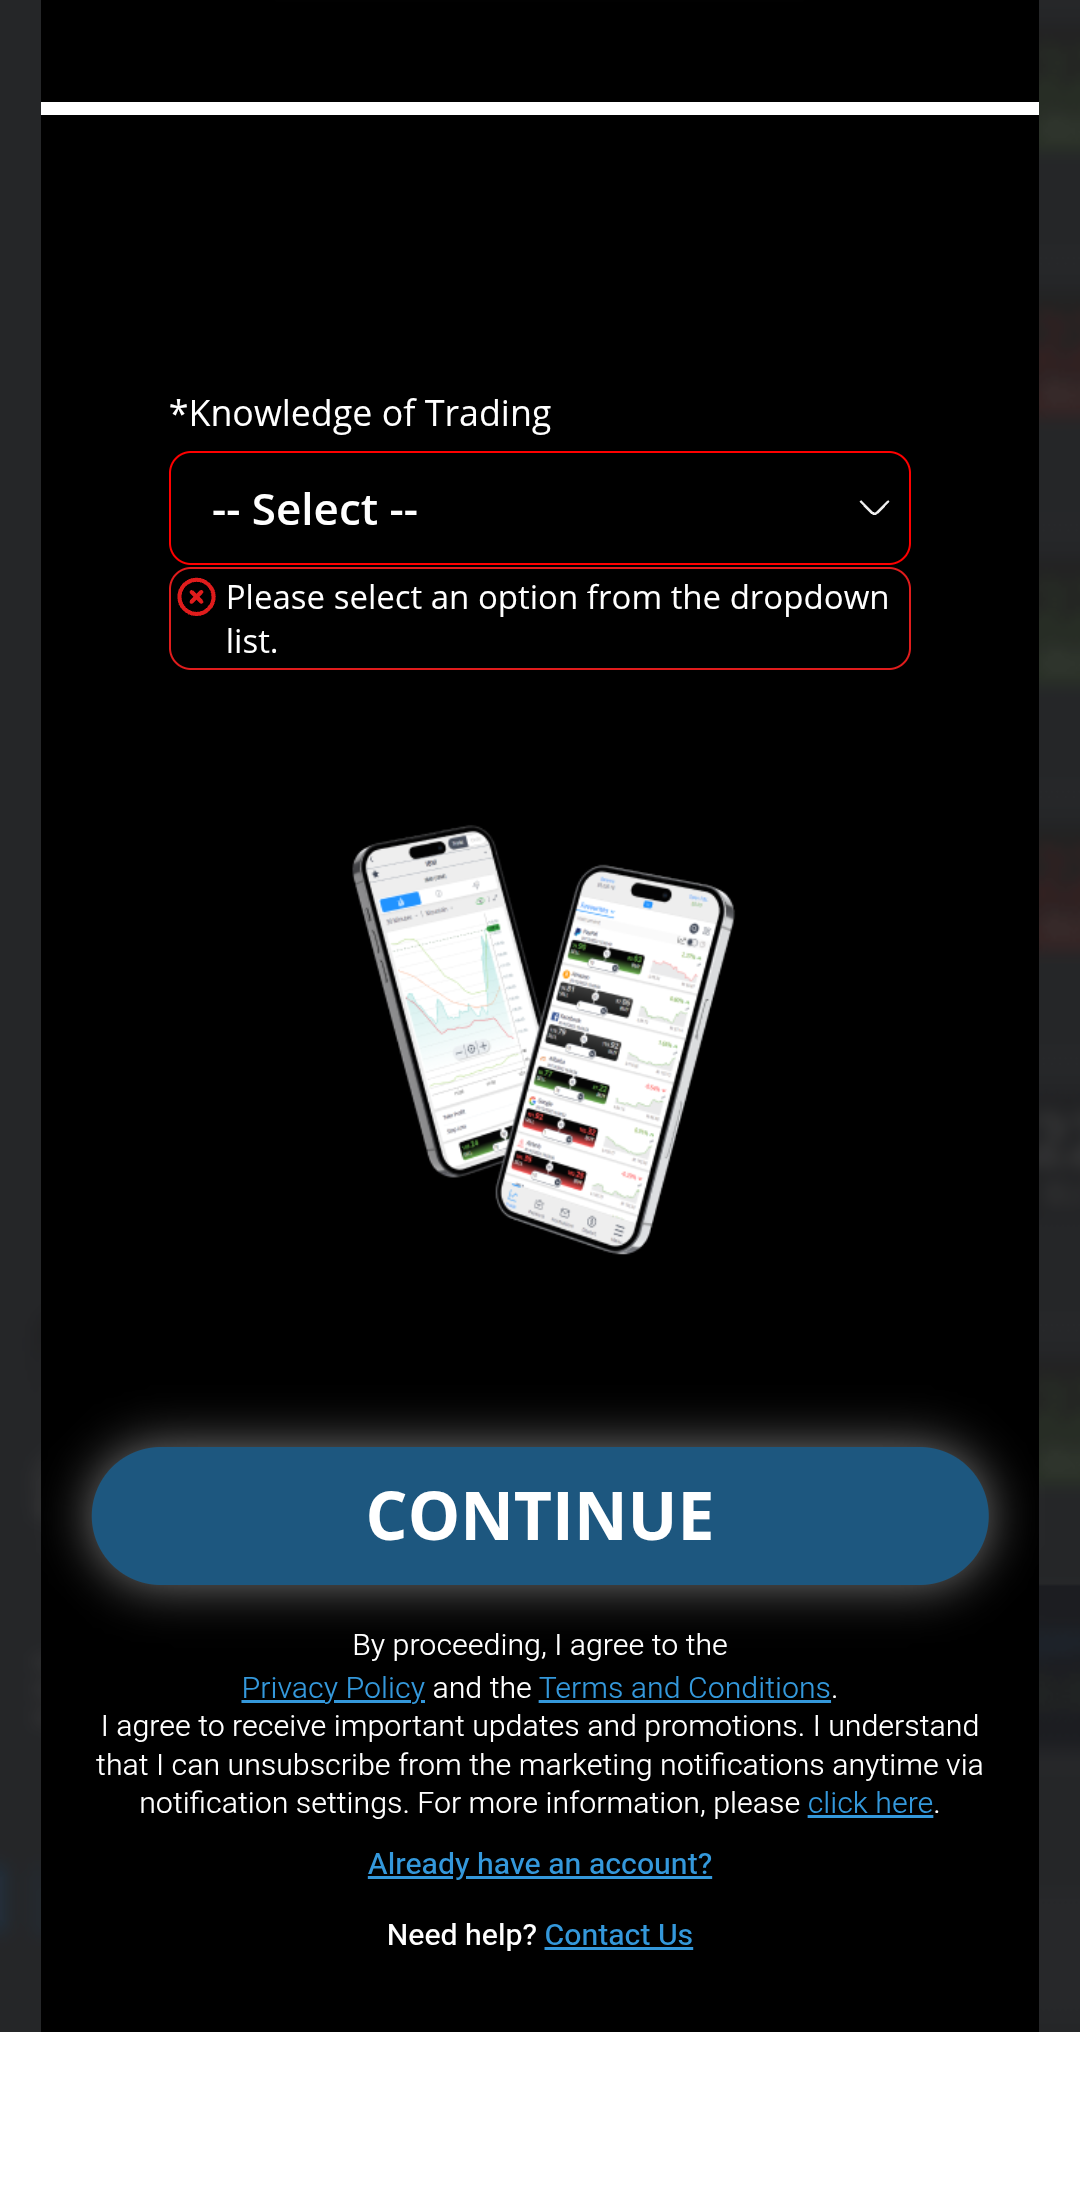 *Knowledge of Trading
-- Select --
Please select an option from the dropdown
list.
CONTINUE
By proceeding, I agree to the
Privacy Policy and the Terms and Conditions.
I agree to receive important updates and promotions. I understand
that I can unsubscribe from the marketing notifications anytime via
notification settings. For more information, please click here.
Already have an account?
Need help? Contact Us